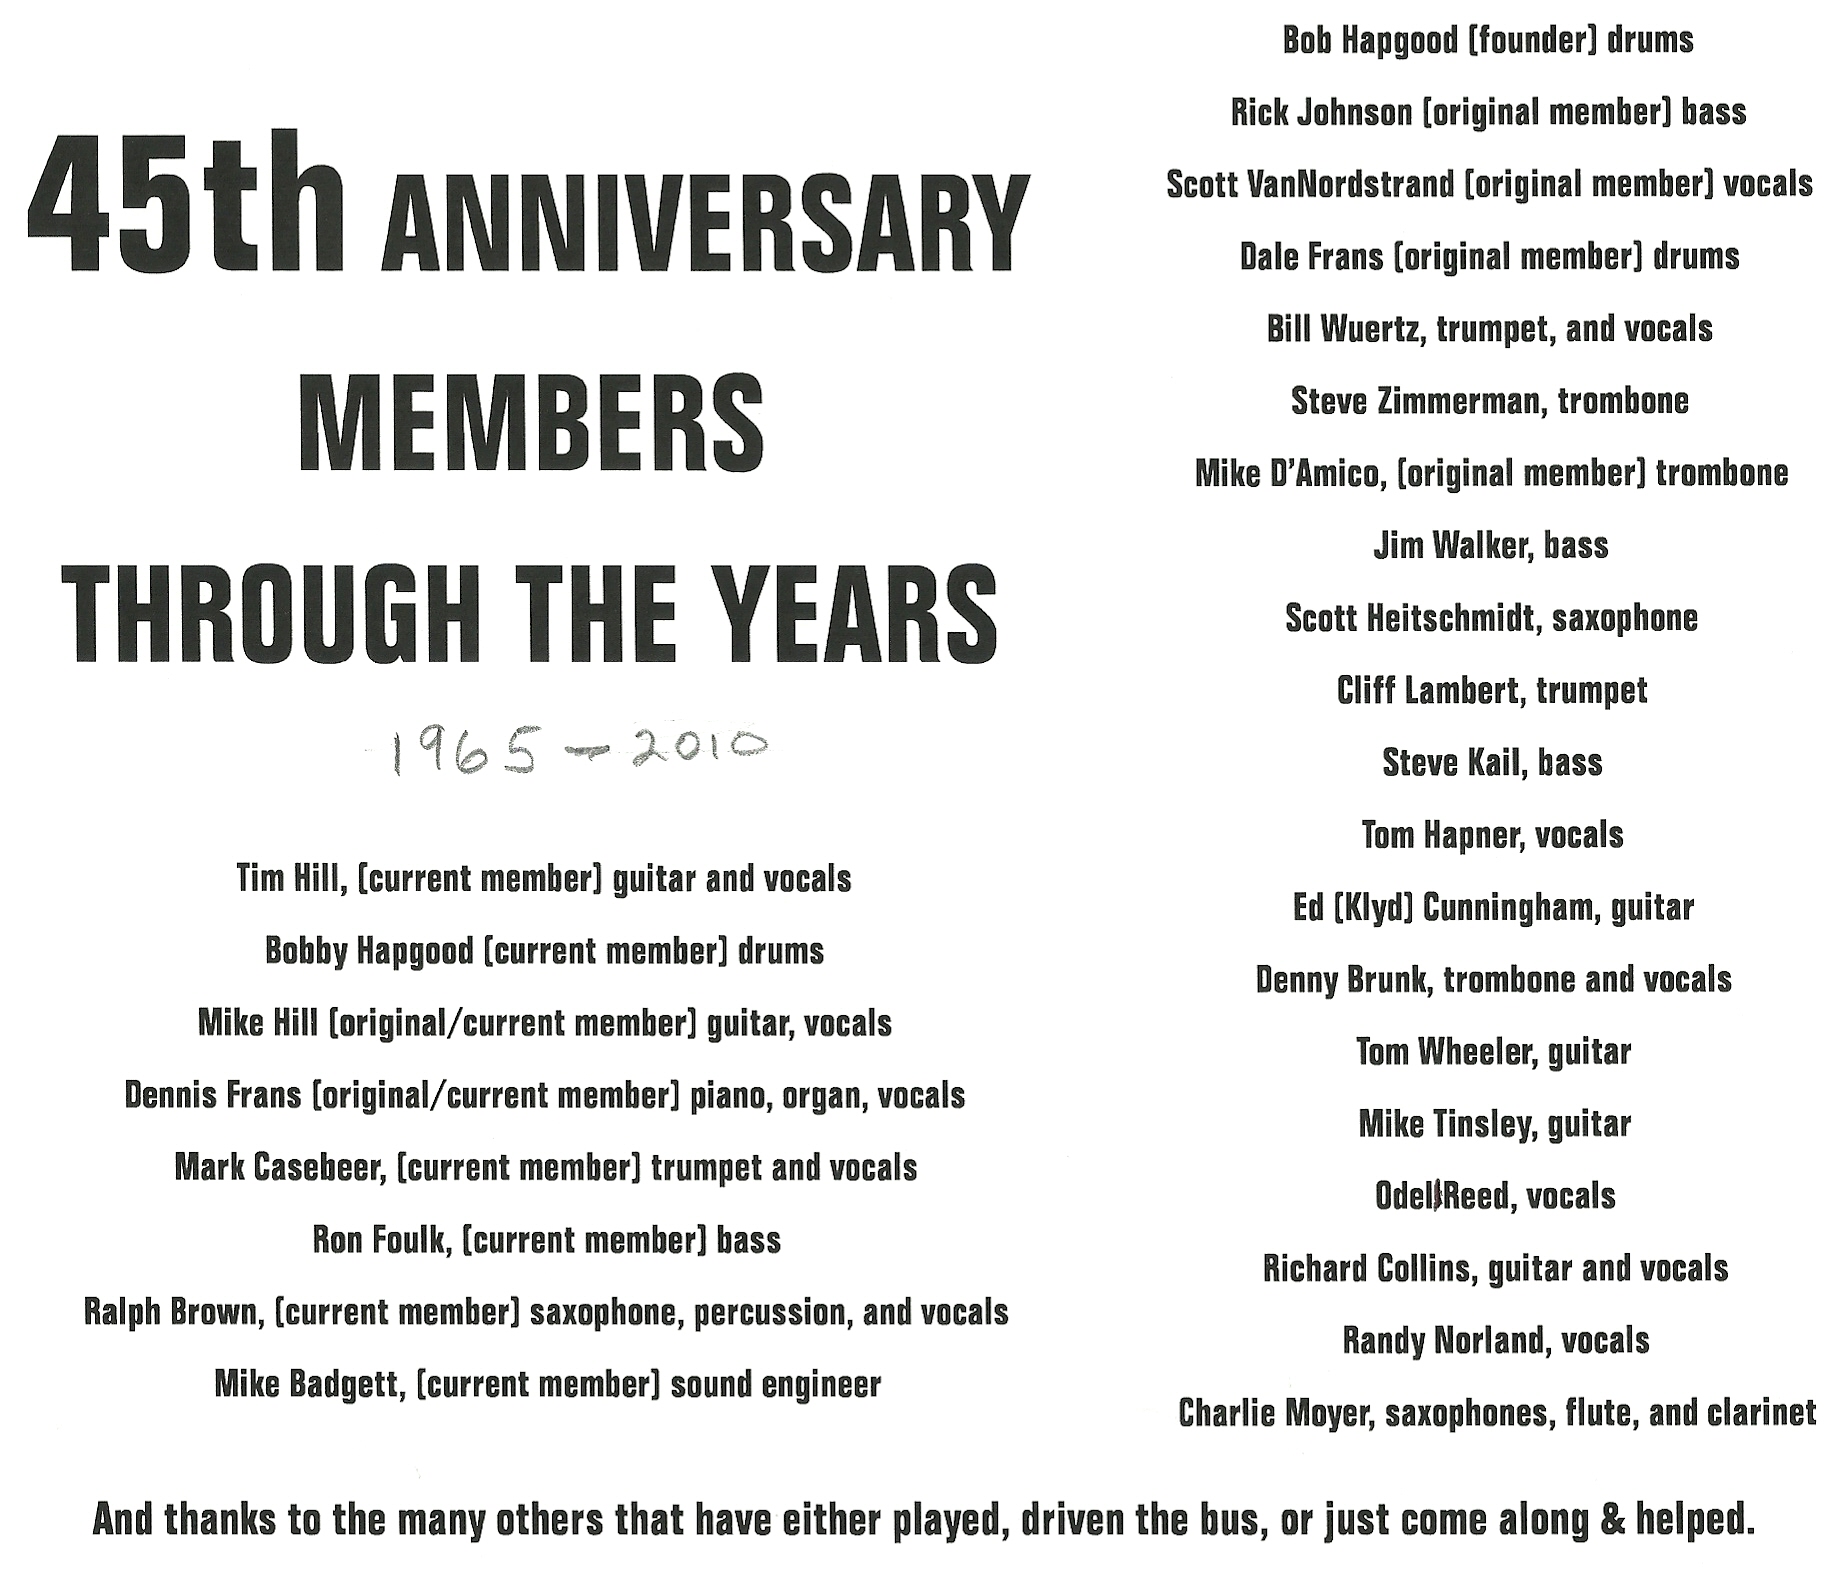 45th ANNIVERSARY
MEMBERS
THROUGH THE YEARS
1965 - 2010
Tim Hill, (current member) guitar and vocals
Bobby Hapgood (current member) drums
Mike Hill (original/current member) guitar, vocals
Dennis Frans (original/current member) piano, organ, vocals
Mark Casebeer, (current member) trumpet and vocals
Ron Foulk, (current member) bass
Ralph Brown, (current member) saxophone, percussion, and vocals
Mike Badgett, (current member) sound engineer
Bob Hapgood (founder) drums
Rick Johnson (original member) bass
Scott VanNordstrand (original member) vocals
Dale Frans (original member) drums
Bill Wuertz, trumpet, and vocals
Steve Zimmerman, trombone
Mike D'Amico, (original member) trombone
Jim Walker, bass
Scott Heitschmidt, saxophone
Cliff Lambert, trumpet
Steve Kail, bass
Tom Hapner, vocals
Ed (Klyd) Cunningham, guitar
Denny Brunk, trombone and vocals
Tom Wheeler, guitar
Mike Tinsley, guitar
Odell Reed, vocals
Richard Collins, guitar and vocals
Randy Norland, vocals
Charlie Moyer, saxophones, flute, and clarinet
And thanks to the many others that have either played, driven the bus, or just come along & helped.